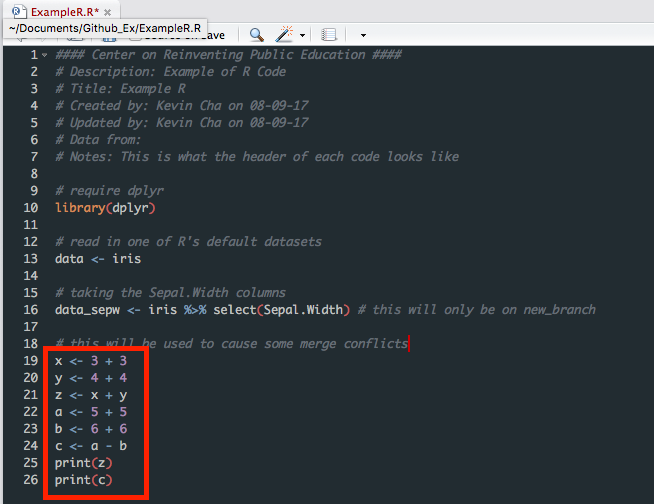 ExampleR.R*
~/Documents/Github_Ex/ExampleR.R
Save
1 #### Center on Reinventing Public Education ####
2 # Description: Example of R Code
3 # Title: Example R
4 # Created by: Kevin Cha on 08-09-17
5 # Updated by: Kevin Cha on 08-09-17
6 # Data from:
7 # Notes: This is what the header of each code looks like
8
9 # require dplyr
10 library(dplyr)
11
12 # read in one of R's default datasets
13 data <- iris
14
15 # taking the Sepal.Width columns
16 data_sepw <- iris %>% select(Sepal.Width) # this will only be on new_branch
17
18 # this will be used to cause some merge conflicts
19 x <- 3 + 3
20 y <- 4 + 4
21 z <- x + y
22 a <- 5 + 5
23 b <- 6 + 6
24 c <- a - b
25 print(z)
26 print(c)